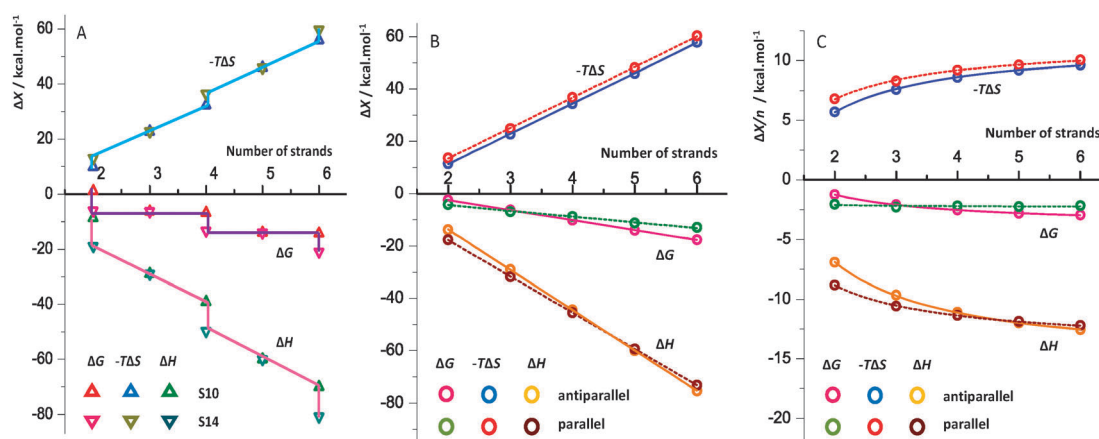 A
ΔX / kcal.mol-1
60
40
20
0
-20
-40
-60
-80
-TΔS
Number of strands
2 3 4 5 6
ΔG
ΔH
ΔG -TΔS ΔH
S10
S14
B
ΔX / kcal.mol-1
60
40
20
0
-20
-40
-60
-80
-TΔS
Number of strands
2 3 4 5 6
ΔG
ΔH
ΔG -TΔS ΔH
antiparallel
parallel
C
ΔX/n / kcal.mol-1
10
5
0
-5
-10
-15
-20
-TΔS
Number of strands
2 3 4 5 6
ΔG
ΔH
ΔG -TΔS ΔH
antiparallel
parallel